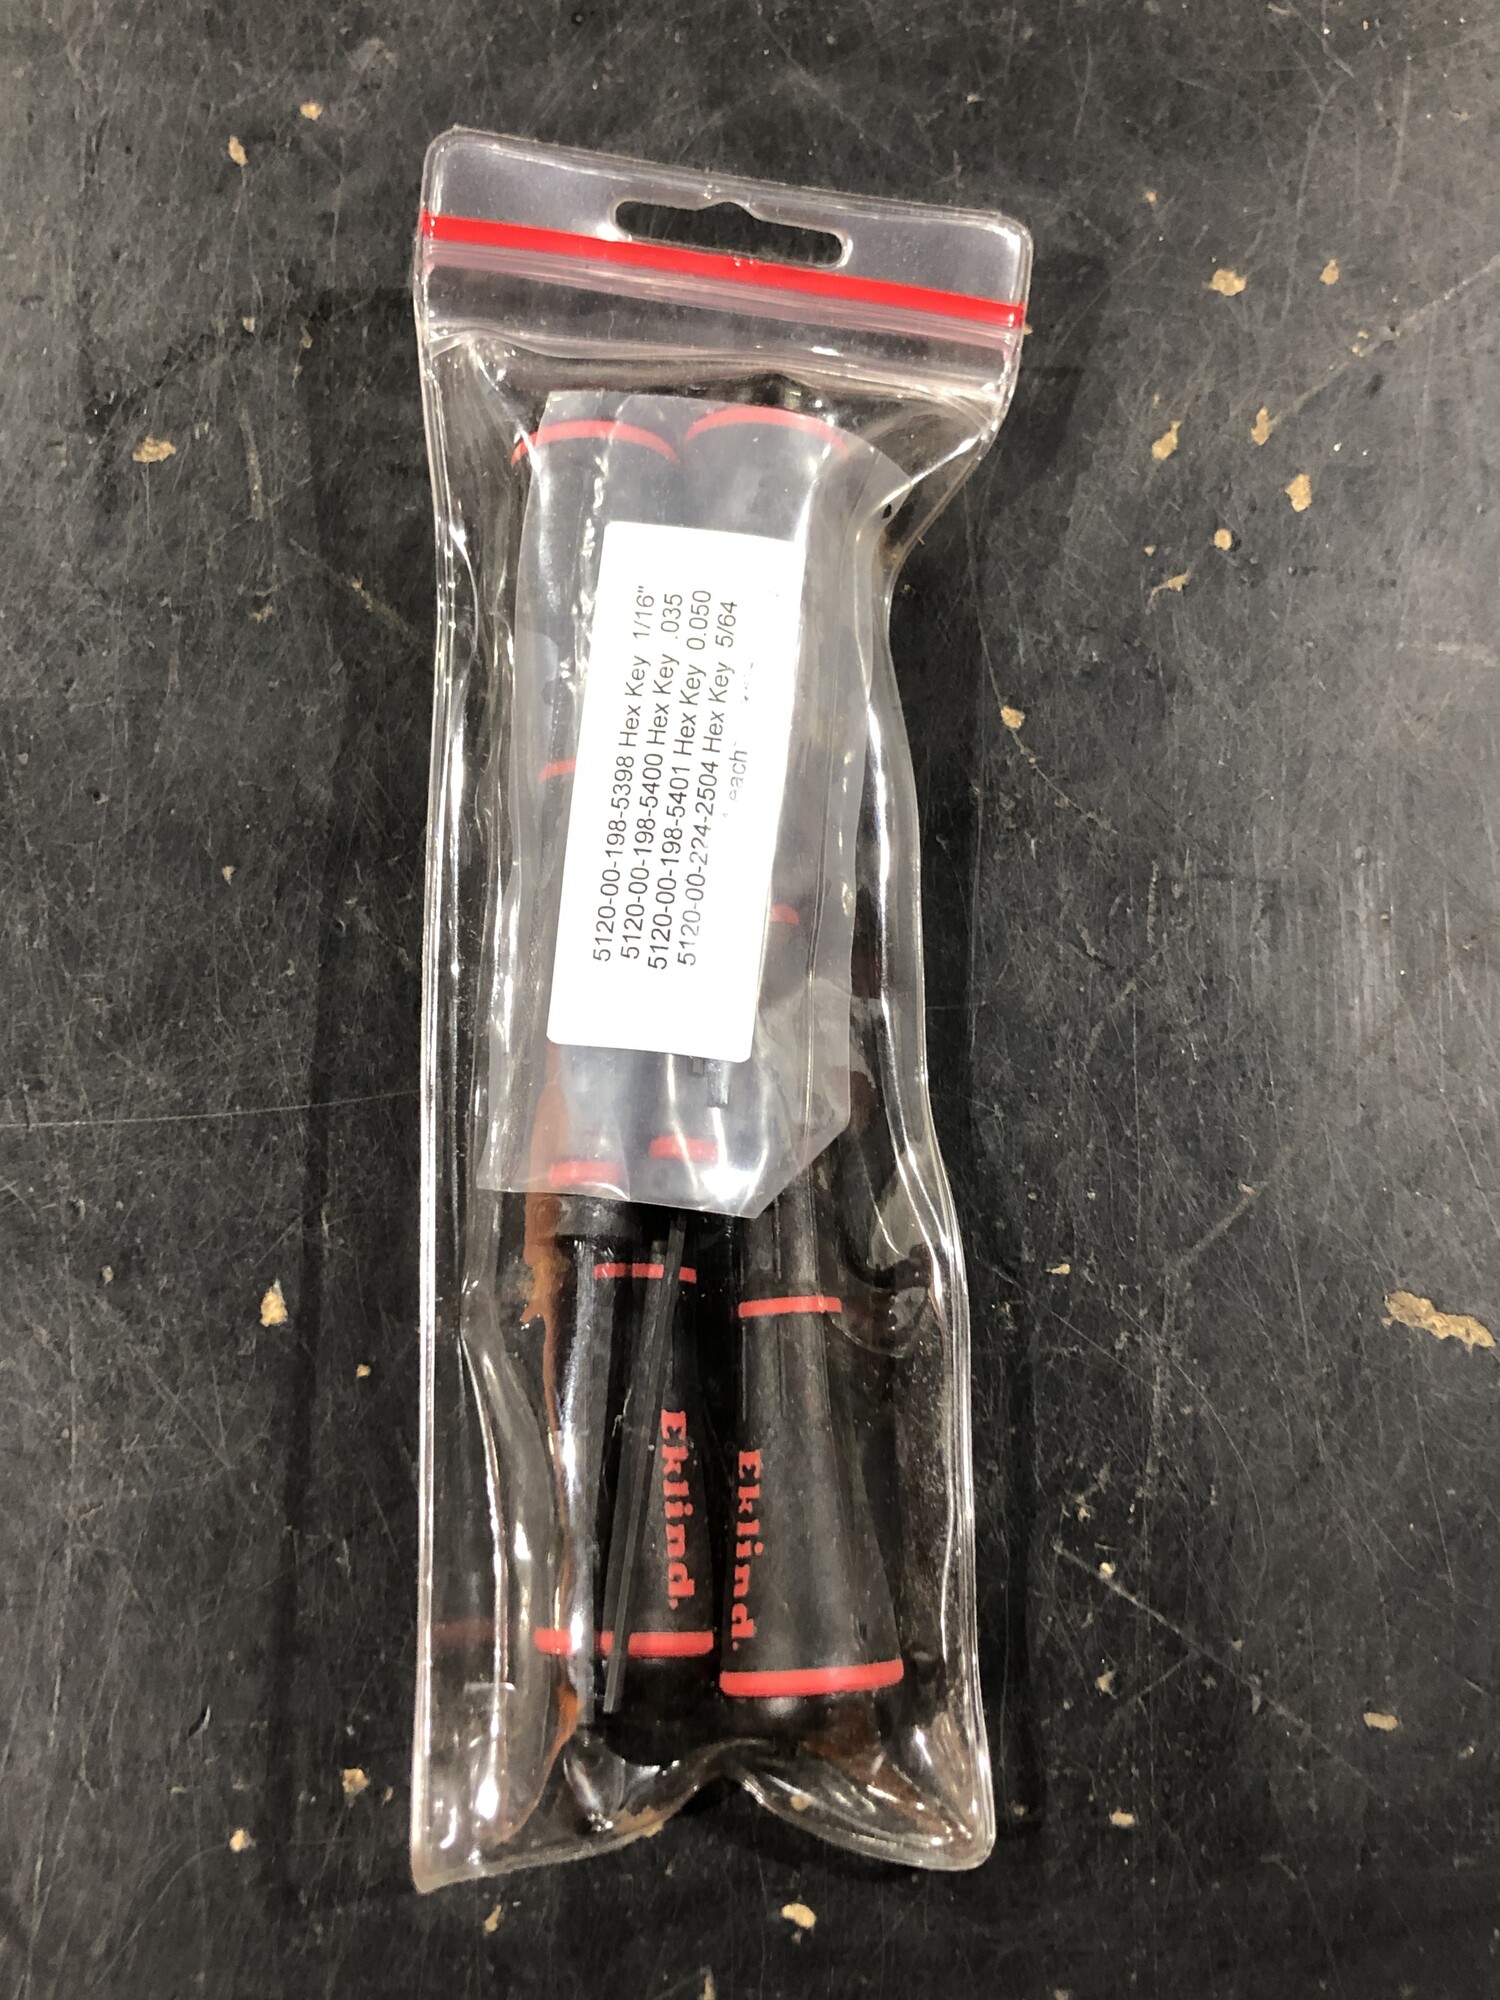 5120-00-198-5398 Hex Key 1/16"
5120-00-198-5400 Hex Key .035
5120-00-198-5401 Hex Key 0.050
5120-00-224-2504 Hex Key 5/64
each
Eklind.
Eklind.